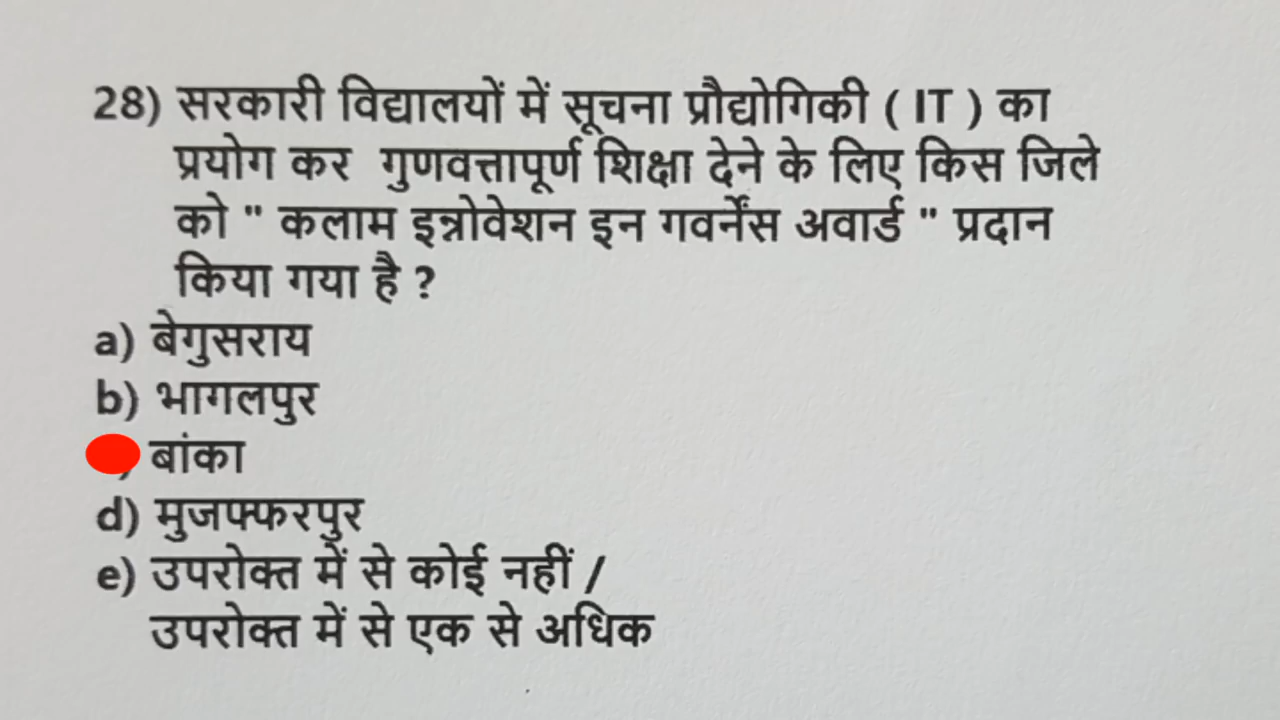 28) सरकारी विद्यालयों में सूचना प्रौद्योगिकी ( IT ) का
प्रयोग कर गुणवत्तापूर्ण शिक्षा देने के लिए किस जिले
को " कलाम इन्नोवेशन इन गवर्नेंस अवार्ड " प्रदान
किया गया है ?
a) बेगुसराय
b) भागलपुर
) बांका
d) मुजफ्फरपुर
e) उपरोक्त में से कोई नहीं /
उपरोक्त में से एक से अधिक